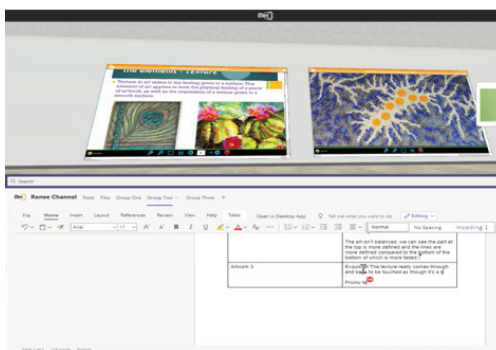 The Elements - Texture
Texture in art refers to the feeling given to a surface. This
element of art applies to both the physical feeling of a piece
of artwork, as well as the impression of a texture given to a
smooth surface.
Search
Renee Channel Posts Files Group One Group Two Group Three +
File Home Insert Layout References Review View Help Table Open in Desktop App Tell me what you want to do Editing
Arial 11 A A B I U A A Normal No Spacing Heading 1
The art isn't balanced, we can see the part
at the top is more defined and the lines are
more defined compared to the bottom of the
bottom of which is more faded.
Artwork 2:
The texture realy comes through
and to be touched as though it's a s
Prickly